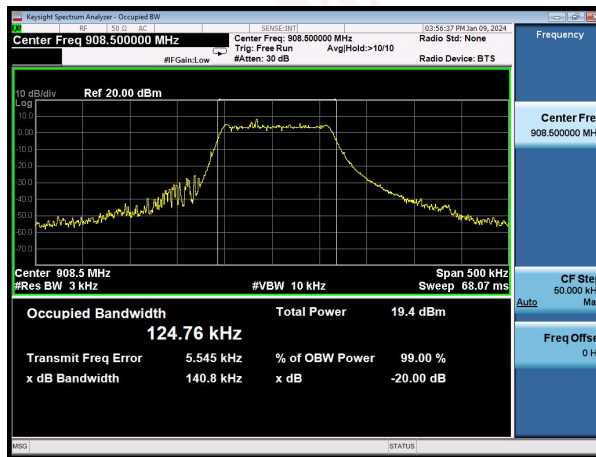 Keysight Spectrum Analyzer - Occupied BW
RF 50 Ω AC SENSE:INT 03:56:37 PM Jan 09, 2024
Center Freq 908.500000 MHz Center Freq: 908.500000 MHz Radio Std: None Frequency
Trig: Free Run Avg|Hold:>10/10
#IFGain:Low #Atten: 30 dB Radio Device: BTS
10 dB/div Ref 20.00 dBm
Log
10.0
0.00
-10.0
-20.0
-30.0
-40.0
-50.0
-60.0
-70.0
Center Fre
908.500000 MH
Center 908.5 MHz Span 500 kHz
#Res BW 3 kHz #VBW 10 kHz Sweep 68.07 ms
CF Ste
50.000 kH
Auto Ma
Occupied Bandwidth Total Power 19.4 dBm
124.76 kHz
Transmit Freq Error 5.545 kHz % of OBW Power 99.00 %
x dB Bandwidth 140.8 kHz x dB -20.00 dB
Freq Offse
0 H
MSG STATUS